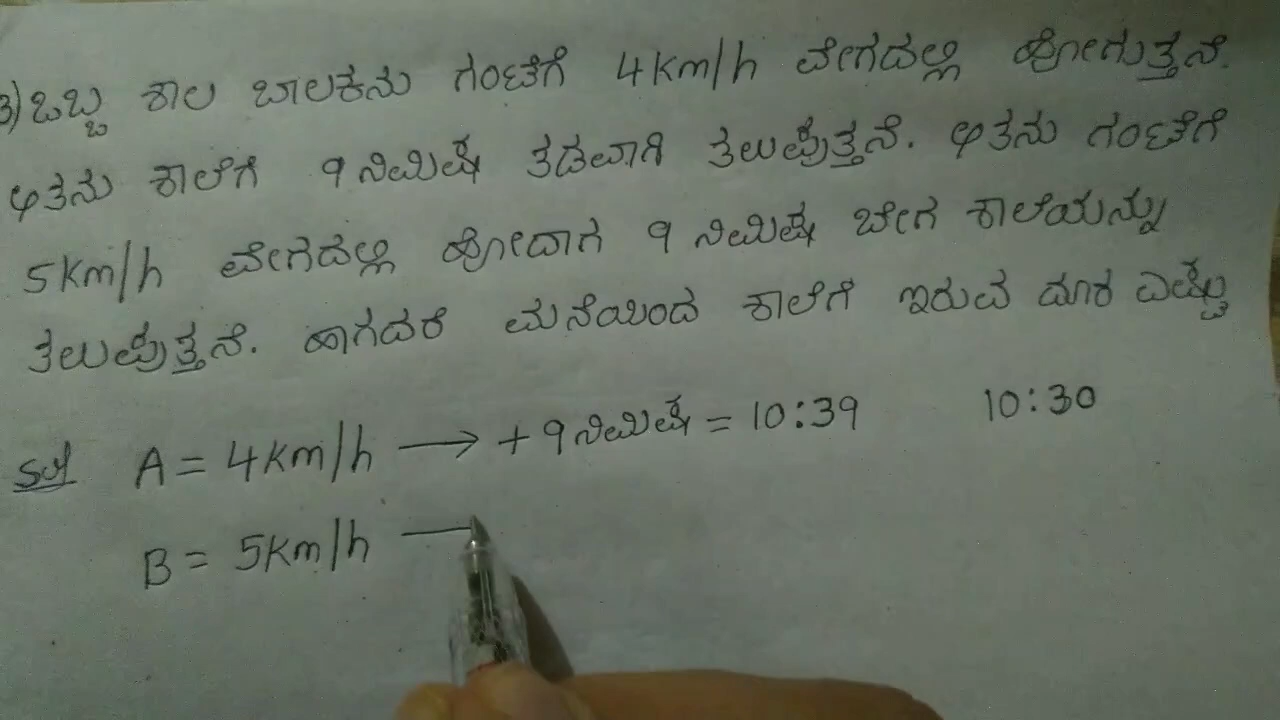 3) ಒಬ್ಬ ಶಾಲ ಬಾಲಕನು ಗಂಟೆಗೆ 4km/h ವೇಗದಲ್ಲಿ ಹೋಗುತ್ತನೆ.
ಆತನು ಶಾಲೆಗೆ 9 ನಿಮಿಷ ತಡವಾಗಿ ತಲುಪುತ್ತನೆ. ಆತನು ಗಂಟೆಗೆ
5km/h ವೇಗದಲ್ಲಿ ಹೋದಾಗ 9 ನಿಮಿಷ ಬೇಗ ಶಾಲೆಯನ್ನು
ತಲುಪುತ್ತನೆ. ಹಾಗದರೆ ಮನೆಯಿಂದ ಶಾಲೆಗೆ ಇರುವ ದೂರ ಎಷ್ಟು
Sol A = 4km/h → +9 ನಿಮಿಷ = 10:39 10:30
B = 5km/h —